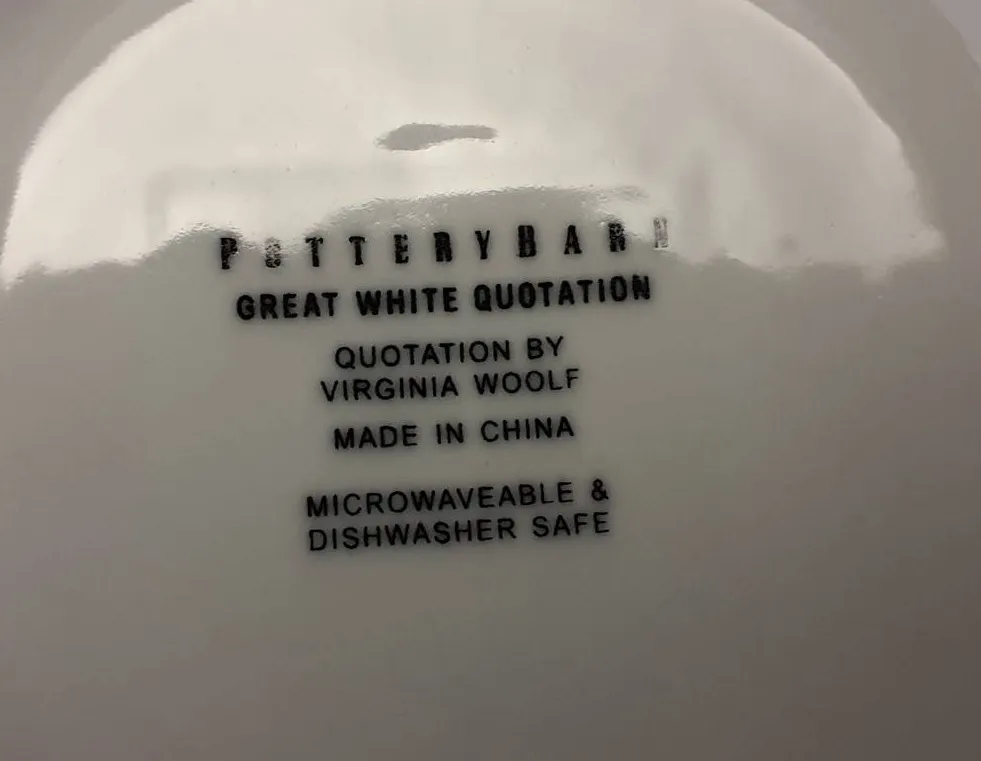 POTTERYBARN
GREAT WHITE QUOTATION
QUOTATION BY
VIRGINIA WOOLF
MADE IN CHINA
MICROWAVEABLE &
DISHWASHER SAFE